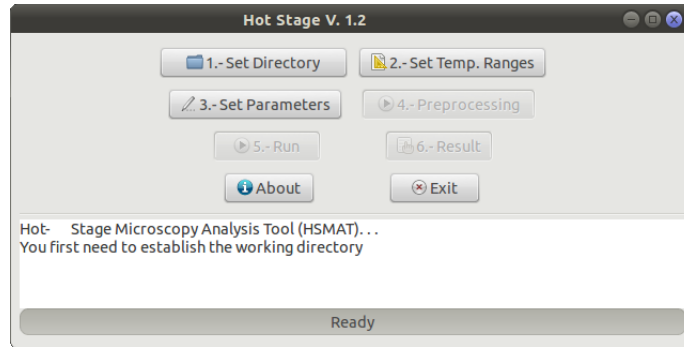 Hot Stage V. 1.2
1.- Set Directory
2.- Set Temp. Ranges
3.- Set Parameters
4.- Preprocessing
5.- Run
6.- Result
About
Exit
Hot- Stage Microscopy Analysis Tool (HSMAT). . .
You first need to establish the working directory
Ready